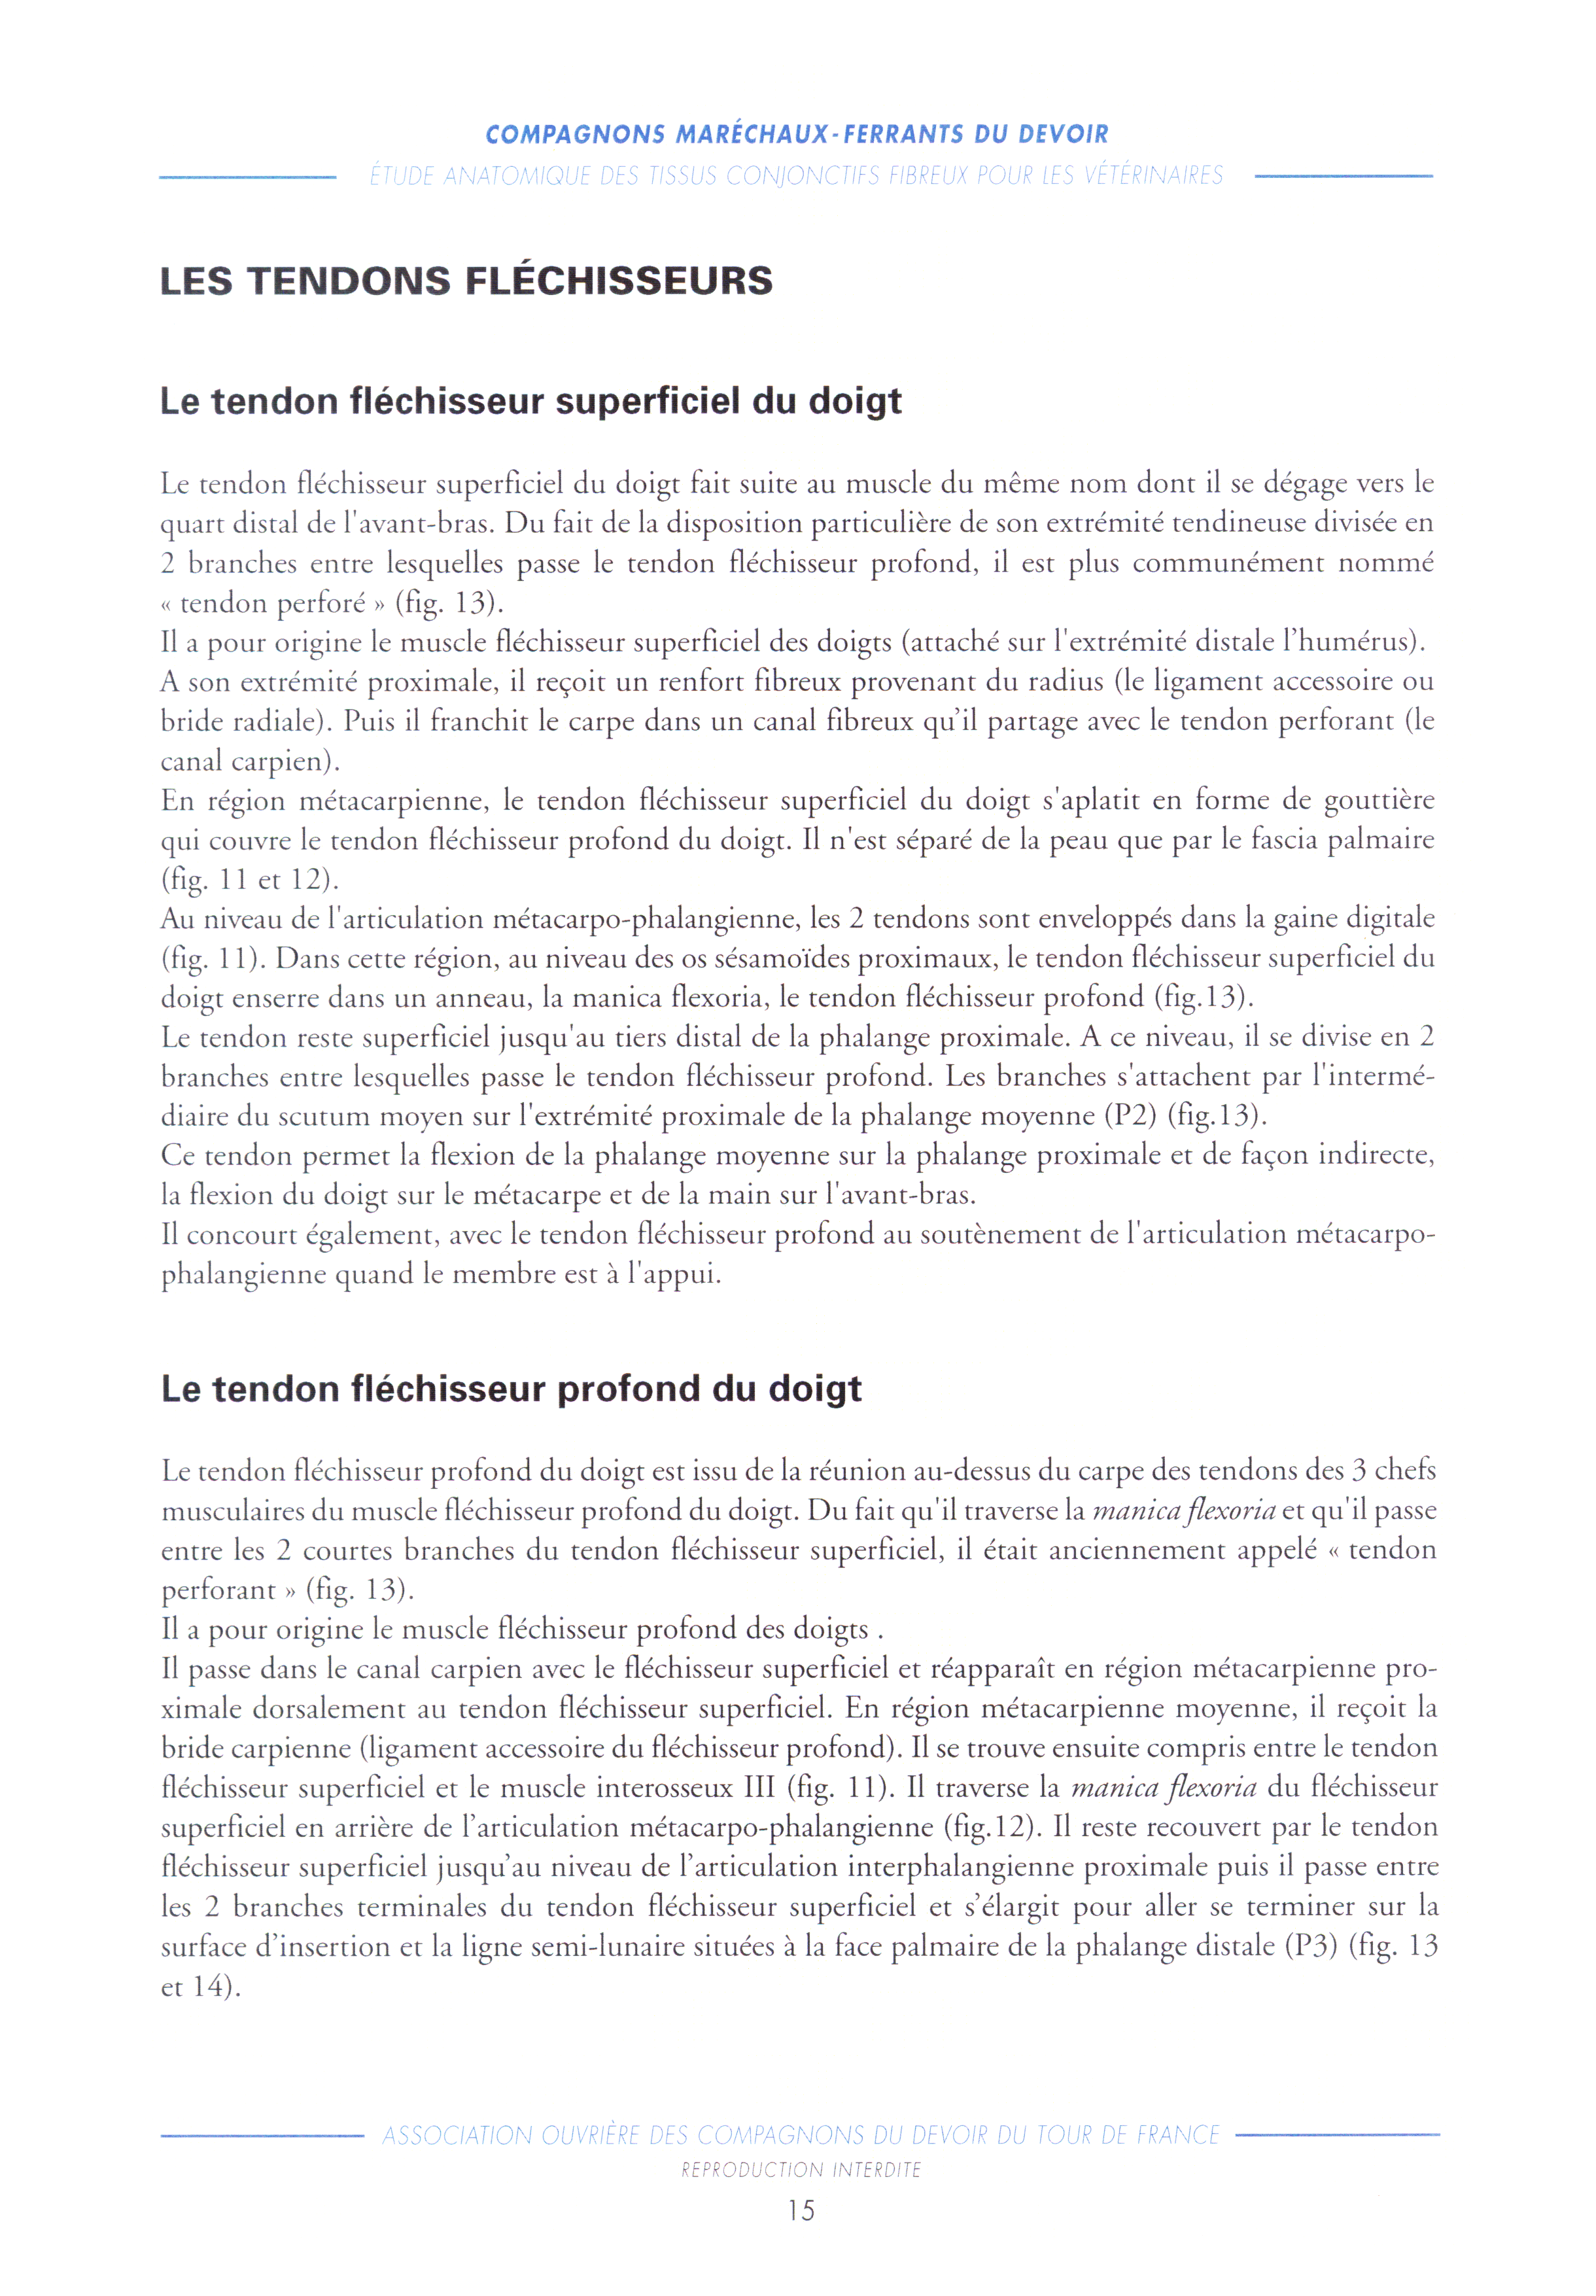 COMPAGNONS MARÉCHAUX-FERRANTS DU DEVOIR
ÉTUDE ANATOMIQUE DES TISSUS CONJONCTIFS FIBREUX POUR LES VÉTÉRINAIRES
LES TENDONS FLÉCHISSEURS
Le tendon fléchisseur superficiel du doigt
Le tendon fléchisseur superficiel du doigt fait suite au muscle du même nom dont il se dégage vers le
quart distal de l'avant-bras. Du fait de la disposition particulière de son extrémité tendineuse divisée en
2 branches entre lesquelles passe le tendon fléchisseur profond, il est plus communément nommé
« tendon perforé » (fig. 13).
Il a pour origine le muscle fléchisseur superficiel des doigts (attaché sur l'extrémité distale l’humérus).
A son extrémité proximale, il reçoit un renfort fibreux provenant du radius (le ligament accessoire ou
bride radiale). Puis il franchit le carpe dans un canal fibreux qu’il partage avec le tendon perforant (le
canal carpien).
En région métacarpienne, le tendon fléchisseur superficiel du doigt s'aplatit en forme de gouttière
qui couvre le tendon fléchisseur profond du doigt. Il n'est séparé de la peau que par le fascia palmaire
(fig. 11 et 12).
Au niveau de l'articulation métacarpo-phalangienne, les 2 tendons sont enveloppés dans la gaine digitale
(fig. 11). Dans cette région, au niveau des os sésamoïdes proximaux, le tendon fléchisseur superficiel du
doigt enserre dans un anneau, la manica flexoria, le tendon fléchisseur profond (fig.13).
Le tendon reste superficiel jusqu'au tiers distal de la phalange proximale. A ce niveau, il se divise en 2
branches entre lesquelles passe le tendon fléchisseur profond. Les branches s'attachent par l'intermé-
diaire du scutum moyen sur l'extrémité proximale de la phalange moyenne (P2) (fig.13).
Ce tendon permet la flexion de la phalange moyenne sur la phalange proximale et de façon indirecte,
la flexion du doigt sur le métacarpe et de la main sur l'avant-bras.
Il concourt également, avec le tendon fléchisseur profond au soutènement de l'articulation métacarpo-
phalangienne quand le membre est à l'appui.
Le tendon fléchisseur profond du doigt
Le tendon fléchisseur profond du doigt est issu de la réunion au-dessus du carpe des tendons des 3 chefs
musculaires du muscle fléchisseur profond du doigt. Du fait qu'il traverse la manica flexoria et qu'il passe
entre les 2 courtes branches du tendon fléchisseur superficiel, il était anciennement appelé « tendon
perforant » (fig. 13).
Il a pour origine le muscle fléchisseur profond des doigts .
Il passe dans le canal carpien avec le fléchisseur superficiel et réapparaît en région métacarpienne pro-
ximale dorsalement au tendon fléchisseur superficiel. En région métacarpienne moyenne, il reçoit la
bride carpienne (ligament accessoire du fléchisseur profond). Il se trouve ensuite compris entre le tendon
fléchisseur superficiel et le muscle interosseux III (fig. 11). Il traverse la manica flexoria du fléchisseur
superficiel en arrière de l’articulation métacarpo-phalangienne (fig.12). Il reste recouvert par le tendon
fléchisseur superficiel jusqu’au niveau de l’articulation interphalangienne proximale puis il passe entre
les 2 branches terminales du tendon fléchisseur superficiel et s’élargit pour aller se terminer sur la
surface d’insertion et la ligne semi-lunaire situées à la face palmaire de la phalange distale (P3) (fig. 13
et 14).
ASSOCIATION OUVRIÈRE DES COMPAGNONS DU DEVOIR DU TOUR DE FRANCE
REPRODUCTION INTERDITE
15